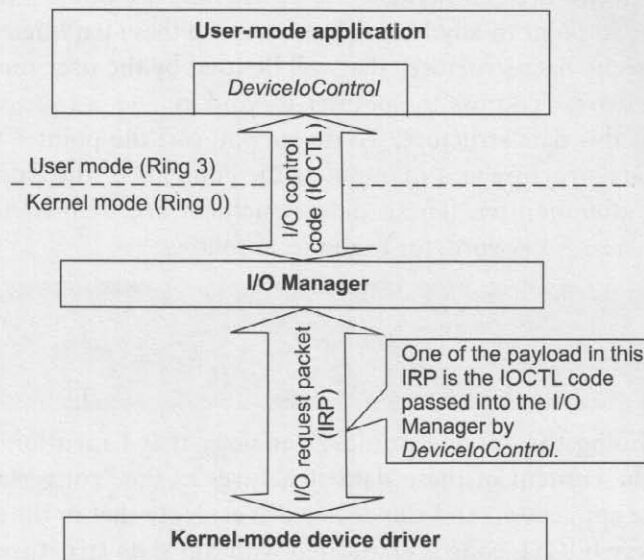 User-mode application
DeviceIoControl
User mode (Ring 3)
Kernel mode (Ring 0)
I/O control
code (IOCTL)
I/O Manager
I/O request packet
(IRP)
One of the payload in this
IRP is the IOCTL code
passed into the I/O
Manager by
DeviceIoControl.
Kernel-mode device driver